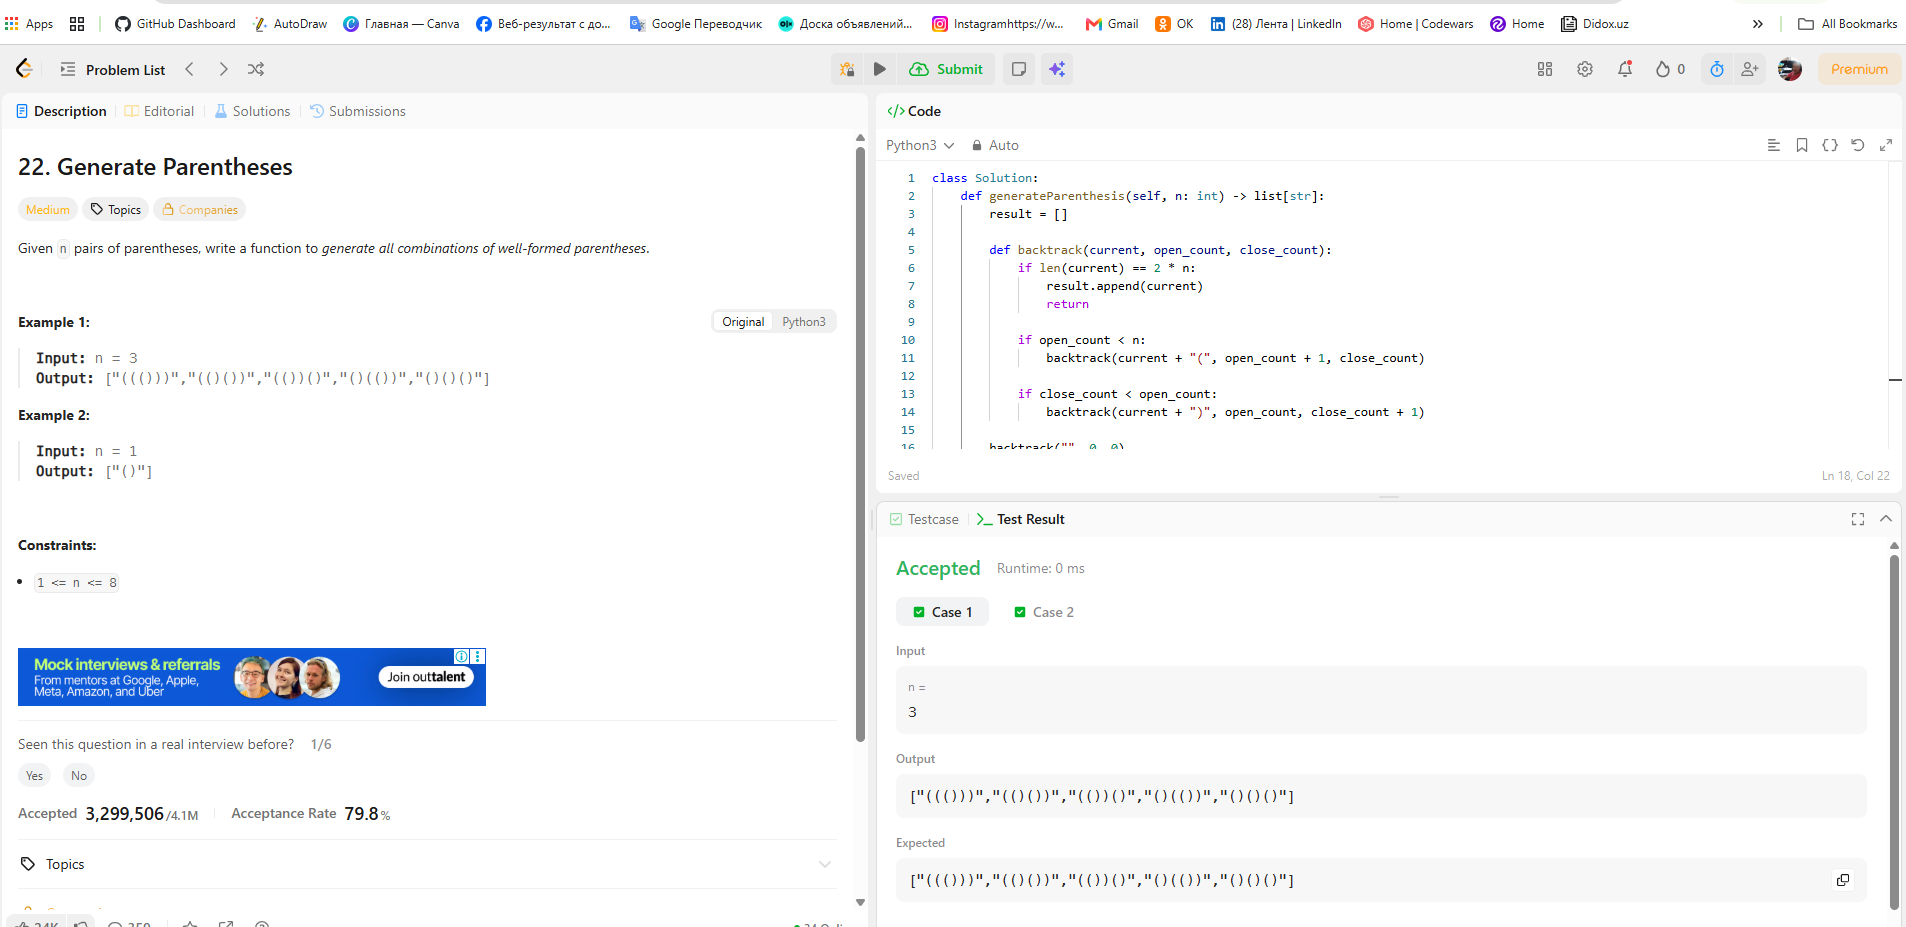 Apps
GitHub Dashboard
AutoDraw
Главная — Canva
Веб-результат с до...
Google Переводчик
Доска объявлений...
Instagramhttps://w...
Gmail
OK
(28) Лента | LinkedIn
Home | Codewars
Home
Didox.uz
All Bookmarks
Problem List
Submit
0
Premium
Description
Editorial
Solutions
Submissions
22. Generate Parentheses
Medium
Topics
Companies
Given n pairs of parentheses, write a function to generate all combinations of well-formed parentheses.
Example 1:
Original
Python3
Input: n = 3
Output: ["((()))","(()())","(())()","()(())","()()()"]
Example 2:
Input: n = 1
Output: ["()"]
Constraints:
1 <= n <= 8
Mock interviews & referrals
From mentors at Google, Apple,
Meta, Amazon, and Uber
Join outtalent
Seen this question in a real interview before? 1/6
Yes
No
Accepted 3,299,506/4.1M
Acceptance Rate 79.8%
Topics
24K
359
Code
Python3
Auto
1 class Solution:
2 def generateParenthesis(self, n: int) -> list[str]:
3 result = []
4
5 def backtrack(current, open_count, close_count):
6 if len(current) == 2 * n:
7 result.append(current)
8 return
9
10 if open_count < n:
11 backtrack(current + "(", open_count + 1, close_count)
12
13 if close_count < open_count:
14 backtrack(current + ")", open_count, close_count + 1)
15
16 backtrack("", 0, 0)
Saved
Ln 18, Col 22
Testcase
Test Result
Accepted
Runtime: 0 ms
Case 1
Case 2
Input
n =
3
Output
["((()))","(()())","(())()","()(())","()()()"]
Expected
["((()))","(()())","(())()","()(())","()()()"]